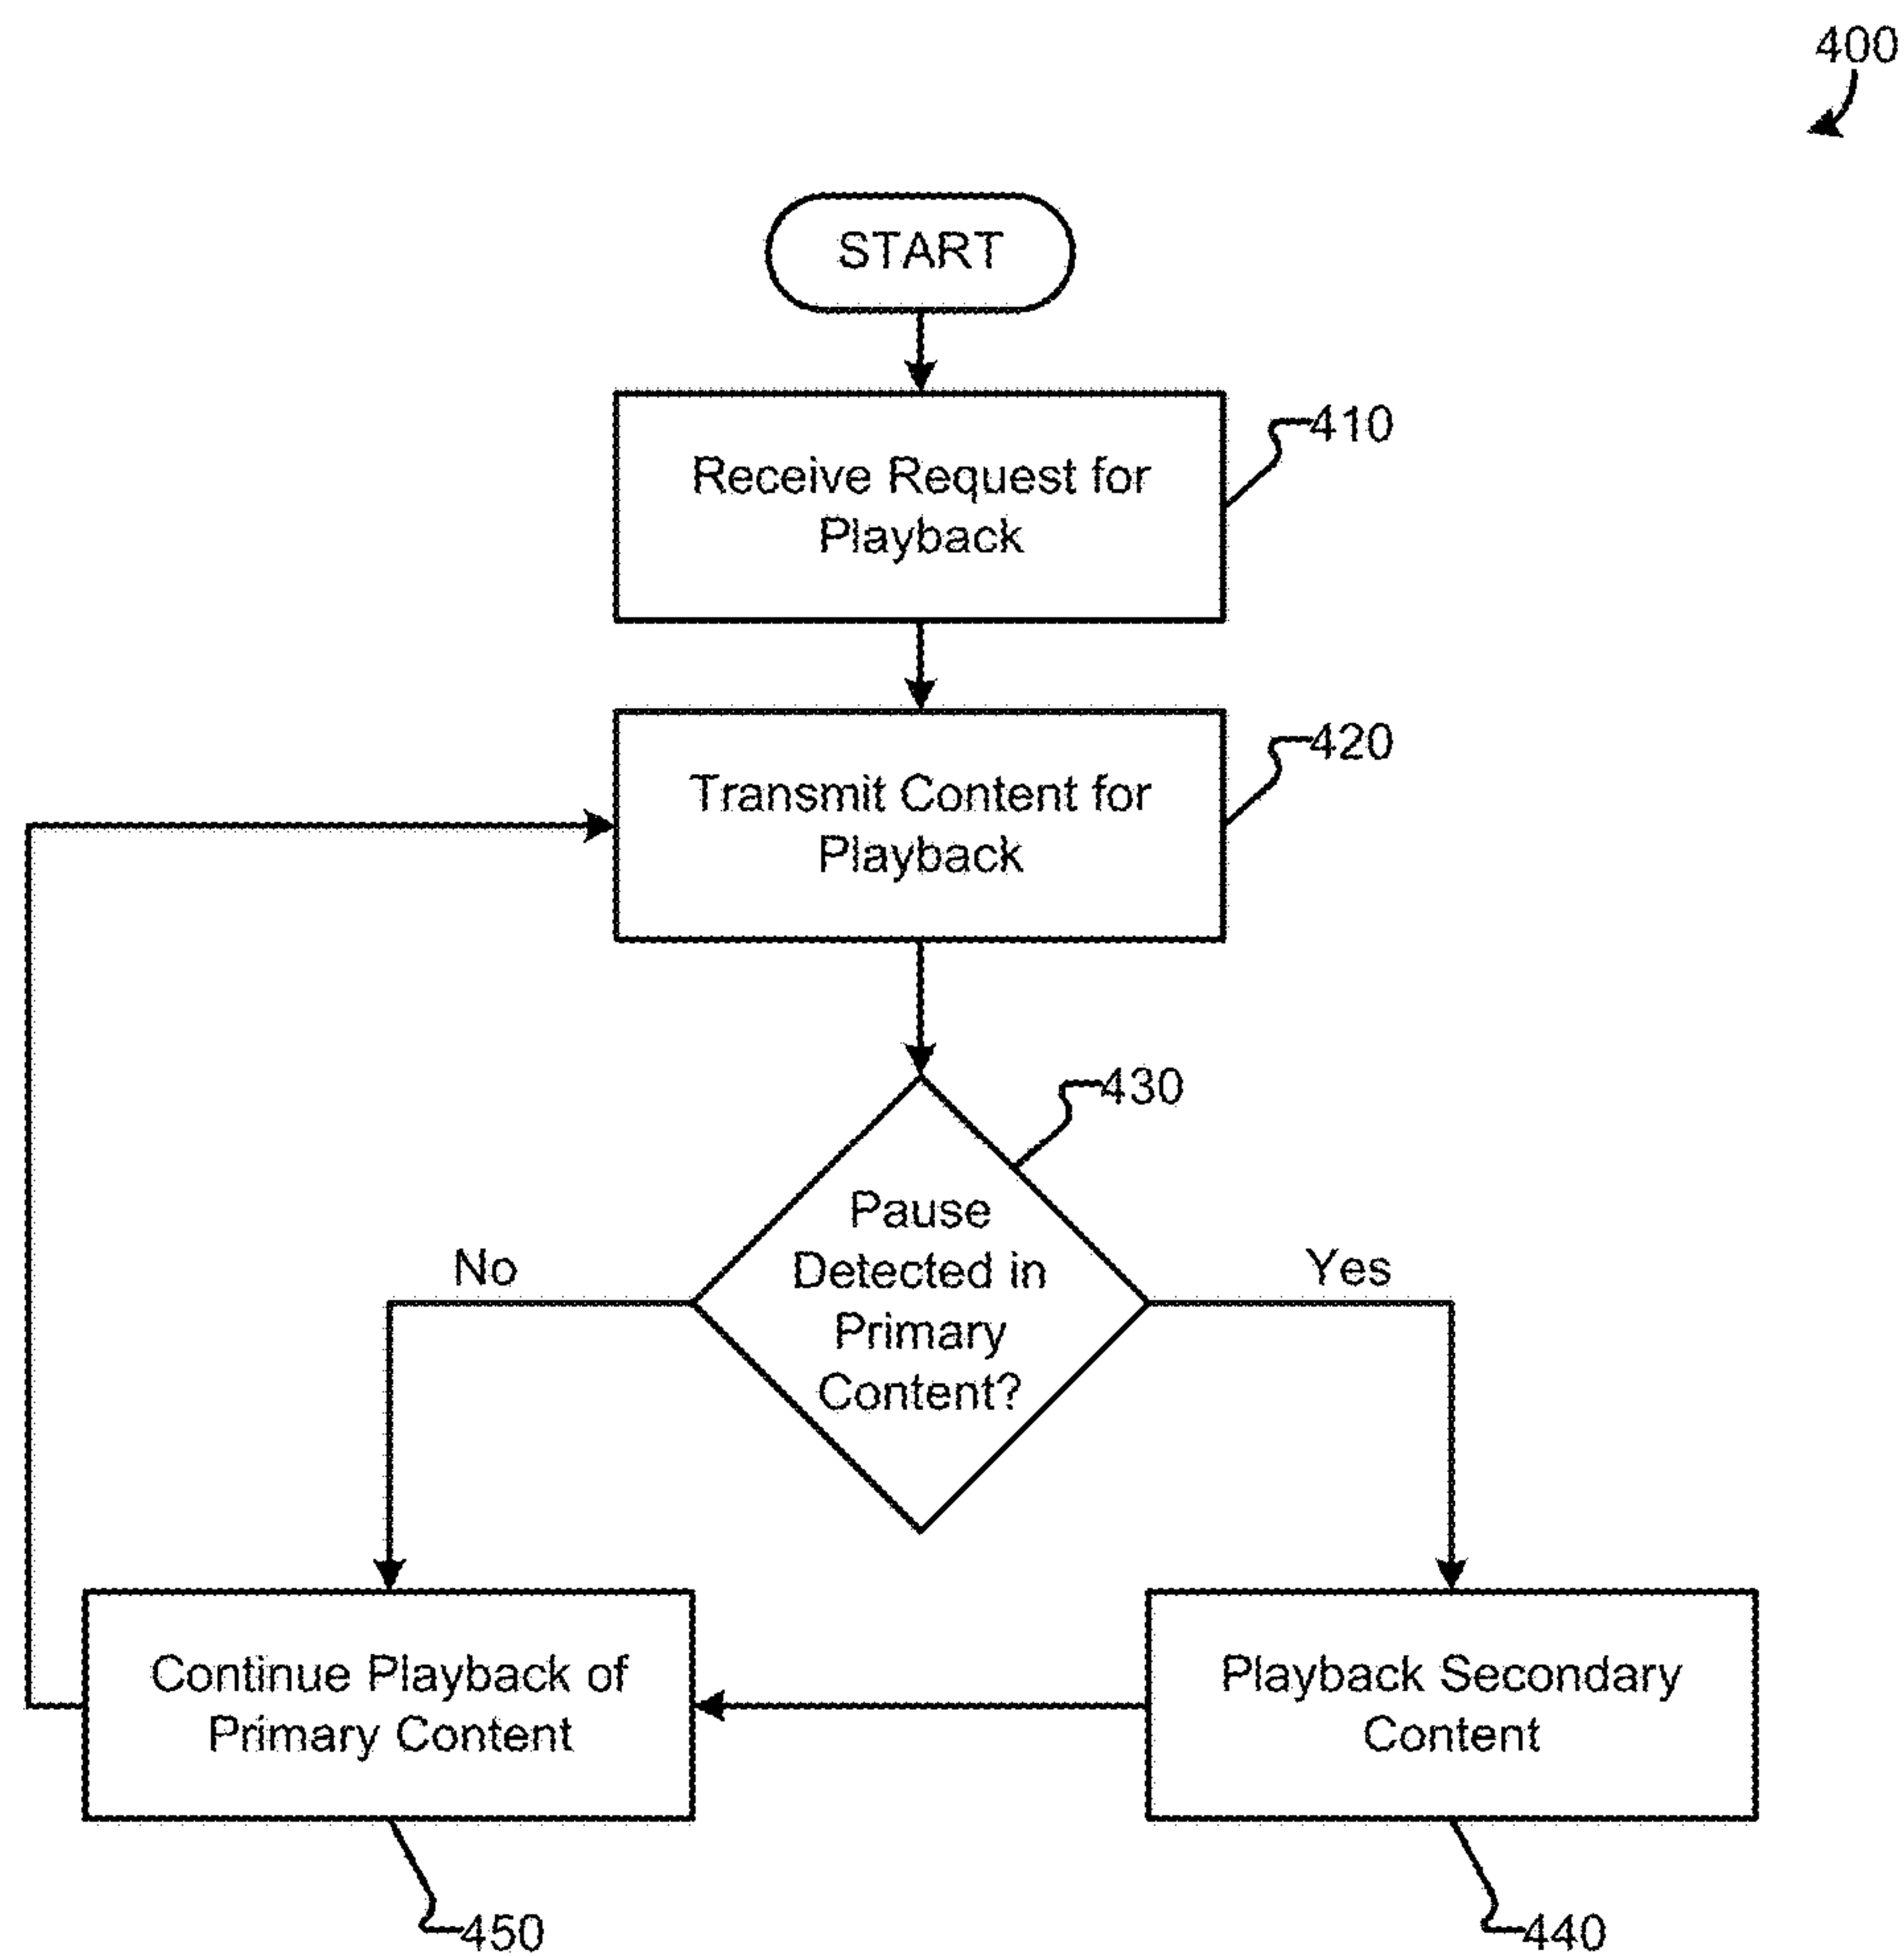 400
START
Receive Request for
Playback
410
Transmit Content for
Playback
420
430
Pause
Detected in
Primary
Content?
No
Yes
Continue Playback of
Primary Content
Playback Secondary
Content
450
440